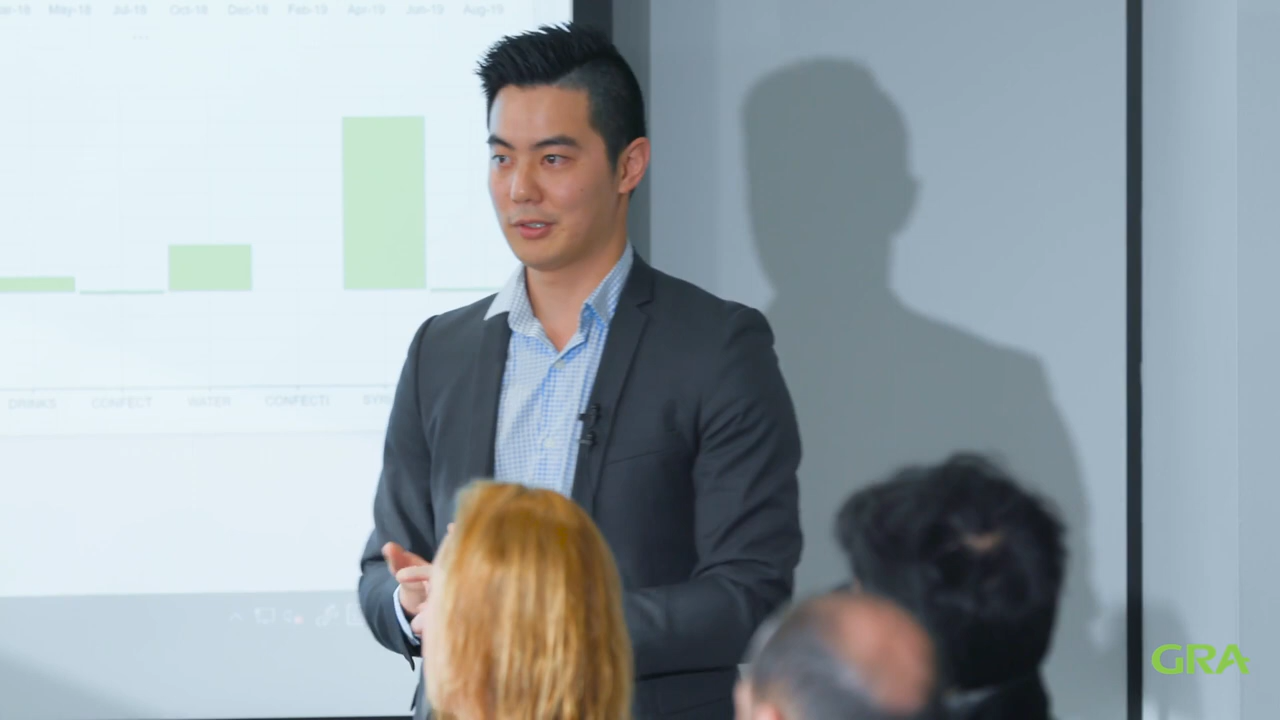 May-18 Jul-18 Oct-18 Dec-18 Feb-19 Apr-19 Jun-19 Aug-19
DRINKS CONFECT WATER CONFECTI
GRA